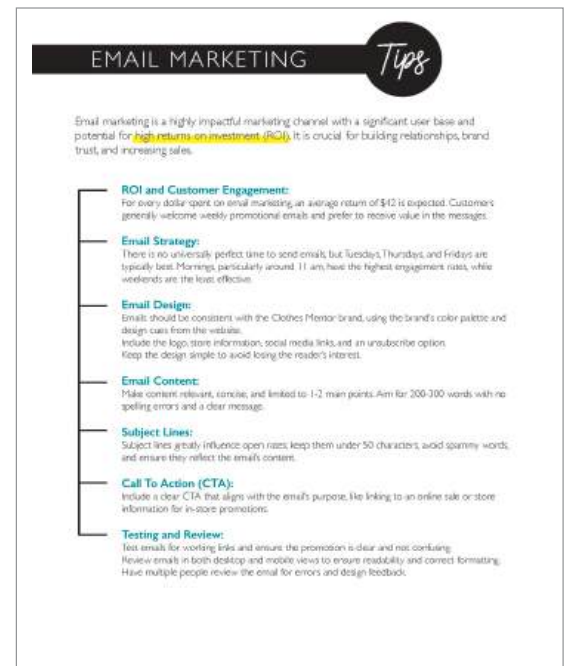 EMAIL MARKETING Tips
Email marketing is a highly impactful marketing channel with a significant user base and
potential for high returns on investment (ROI). It is crucial for building relationships, brand
trust, and increasing sales.
ROI and Customer Engagement:
For every dollar spent on email marketing, an average return of $42 is expected. Customers
generally welcome weekly promotional emails and prefer to receive value in the messages.
Email Strategy:
There is no universally perfect time to send emails, but Tuesdays, Thursdays, and Fridays are
typically best. Mornings, particularly around 11 am, have the highest engagement rates, while
weekends are the least effective.
Email Design:
Emails should be consistent with the Clothes Mentor brand, using the brand's color palette and
design cues from the website.
Include the logo, store information, social media links, and an unsubscribe option.
Keep the design simple to avoid losing the reader's interest.
Email Content:
Make content relevant, concise, and limited to 1-2 main points. Aim for 200-300 words with no
spelling errors and a clear message.
Subject Lines:
Subject lines greatly influence open rates; keep them under 50 characters, avoid spammy words,
and ensure they reflect the email's content.
Call To Action (CTA):
Include a clear CTA that aligns with the email's purpose, like linking to an online sale or store
information for in-store promotions.
Testing and Review:
Test emails for working links and ensure the promotion is clear and not confusing.
Review emails in both desktop and mobile views to ensure readability and correct formatting.
Have multiple people review the email for errors and design feedback.